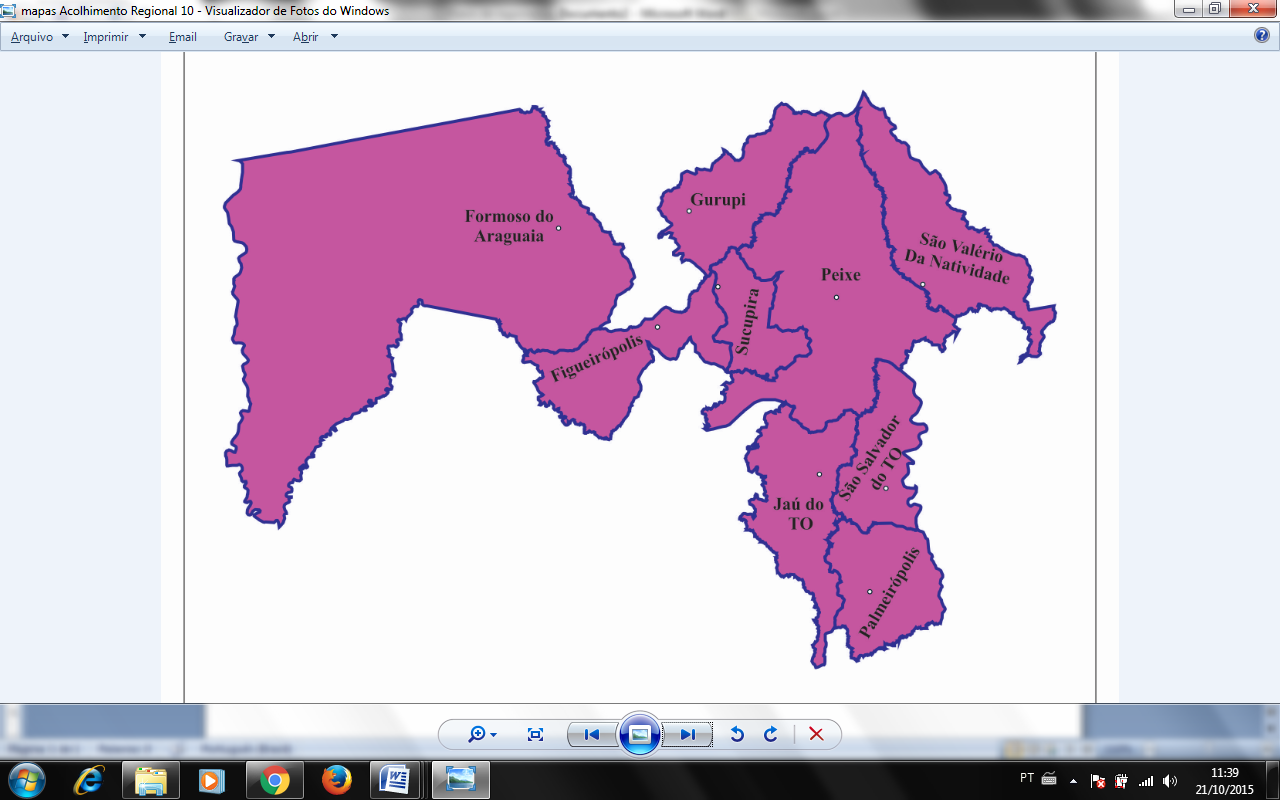 mapas Acolhimento Regional 10 - Visualizador de Fotos do Windows
Arquivo Imprimir Email Gravar Abrir
Formoso do
Araguaia
Gurupi
São Valério
Da Natividade
Peixe
Sucupira
Figueirópolis
São Salvador
do TO
Jaú do
TO
Palmeirópolis
PT
11:39
21/10/2015